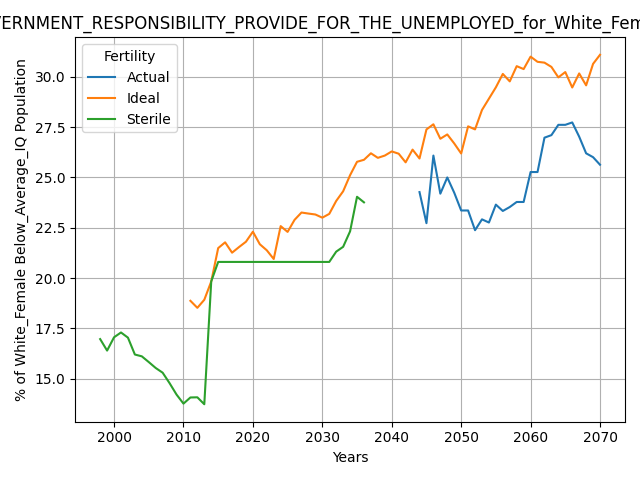 VERNMENT_RESPONSIBILITY_PROVIDE_FOR_THE_UNEMPLOYED_for_White_Fem
Fertility
Actual
Ideal
Sterile
% of White_Female Below_Average_IQ Population
30.0
27.5
25.0
22.5
20.0
17.5
15.0
2000 2010 2020 2030 2040 2050 2060 2070
Years